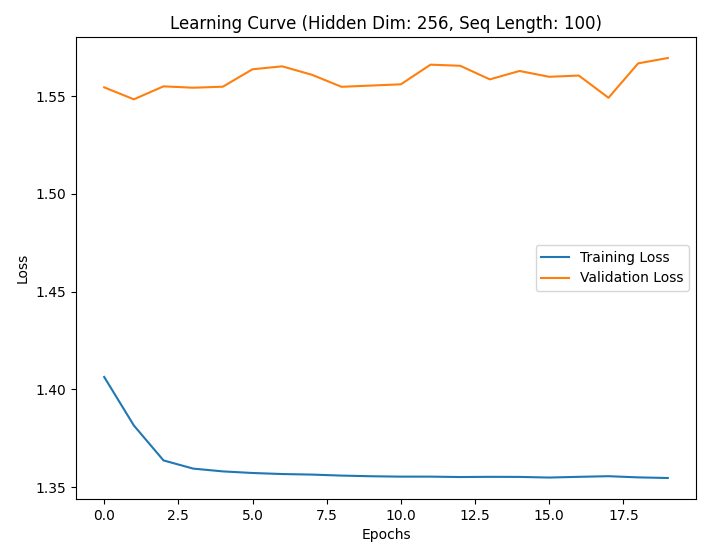 Learning Curve (Hidden Dim: 256, Seq Length: 100)
1.55
1.50
1.45
1.40
1.35
Loss
Training Loss
Validation Loss
0.0 2.5 5.0 7.5 10.0 12.5 15.0 17.5
Epochs